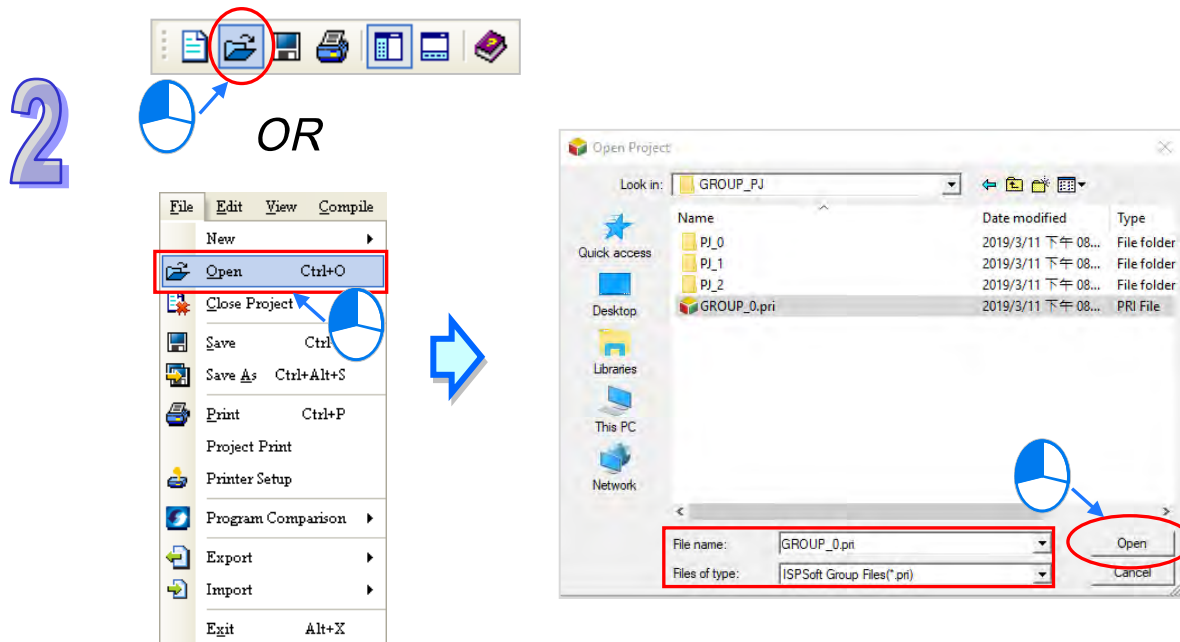 2
OR
File Edit View Compile
New
Open Ctrl+O
Close Project
Save Ctrl
Save As Ctrl+Alt+S
Print Ctrl+P
Project Print
Printer Setup
Program Comparison
Export
Import
Exit Alt+X
Open Project
Look in: GROUP_PJ
Name Date modified Type
PJ_0 2019/3/11 下午 08... File folder
PJ_1 2019/3/11 下午 08... File folder
PJ_2 2019/3/11 下午 08... File folder
GROUP_0.pri 2019/3/11 下午 08... PRI File
Quick access
Desktop
Libraries
This PC
Network
File name: GROUP_0.pri Open
Files of type: ISPSoft Group Files(*.pri) Cancel